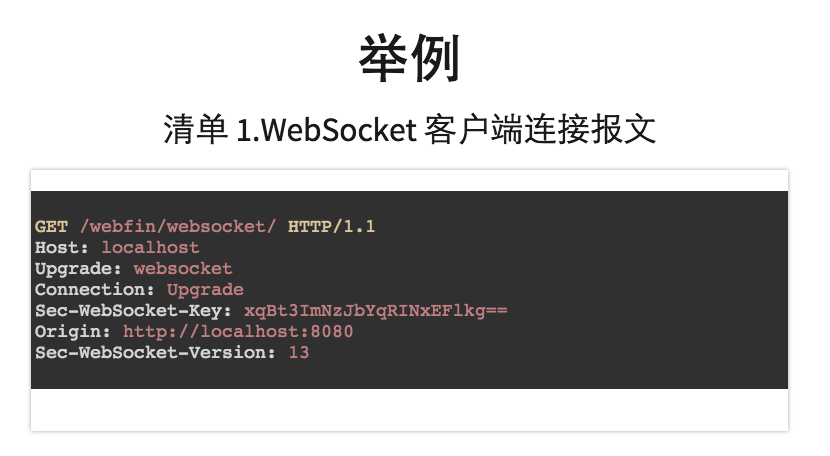 举例
清单 1.WebSocket 客户端连接报文
GET /webfin/websocket/ HTTP/1.1
Host: localhost
Upgrade: websocket
Connection: Upgrade
Sec-WebSocket-Key: xqBt3ImNzJbYqRINxEFlkg==
Origin: http://localhost:8080
Sec-WebSocket-Version: 13